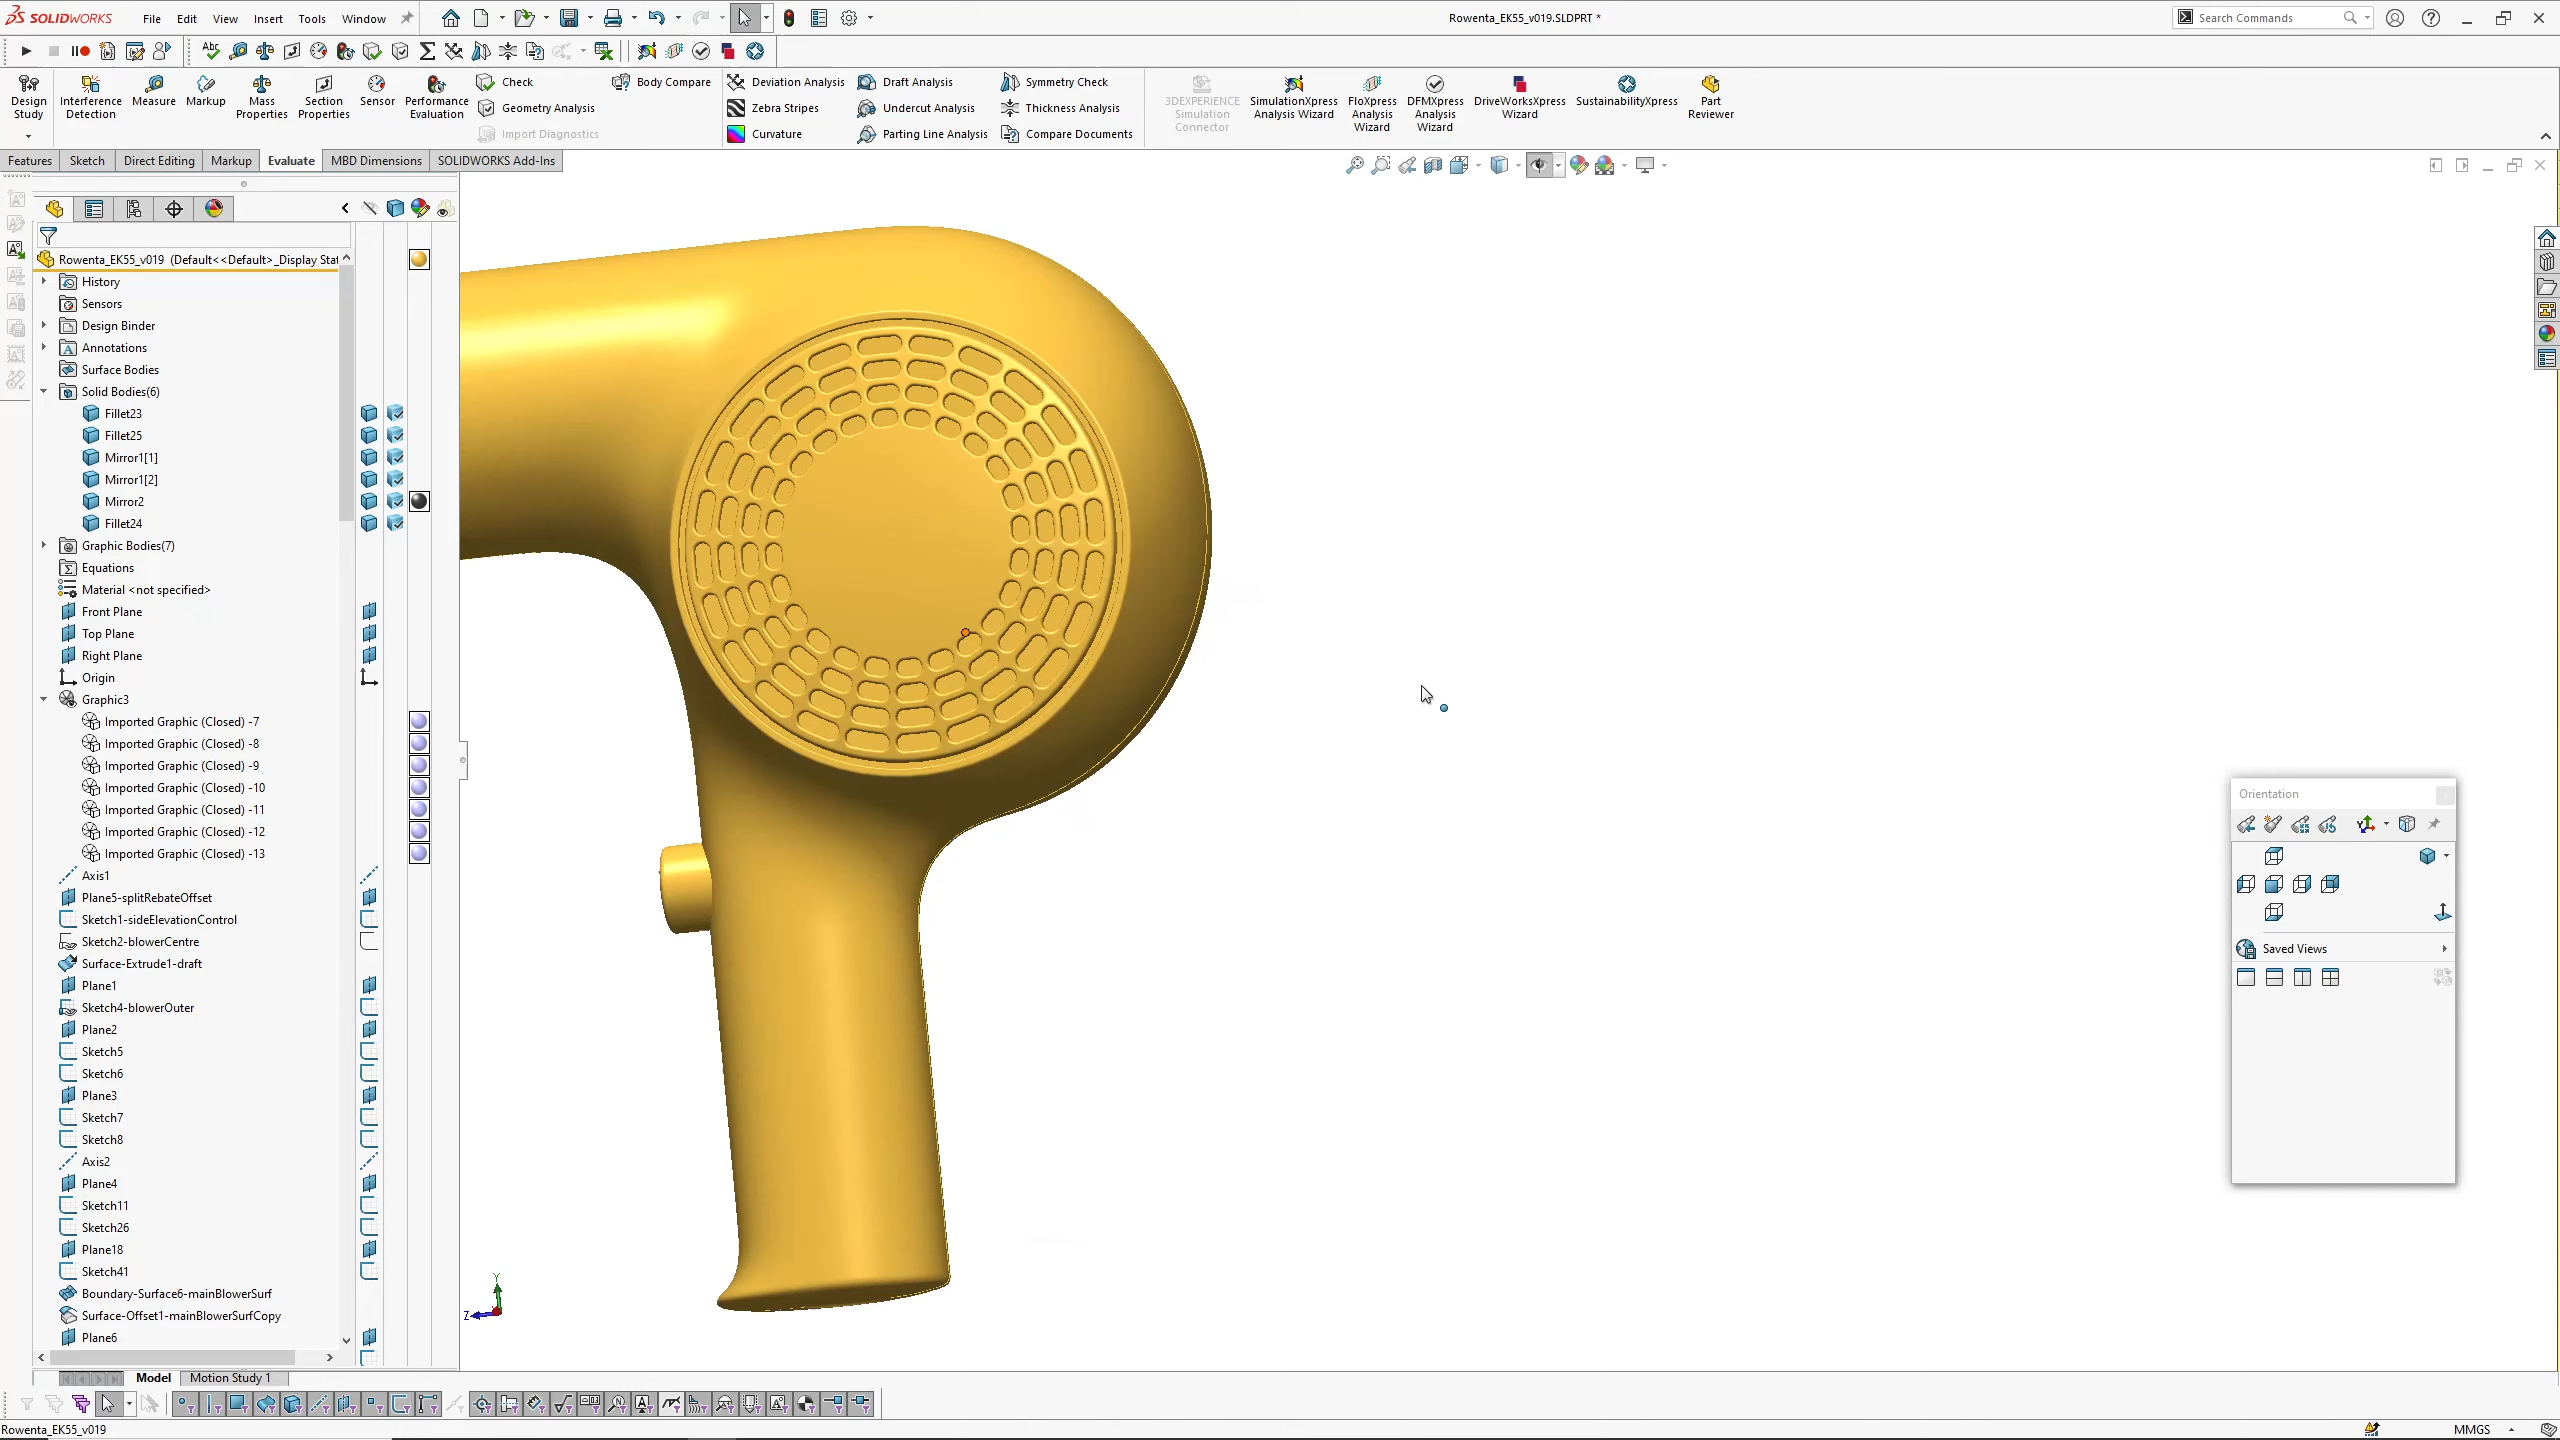 SOLIDWORKS File Edit View Insert Tools Window Rowenta_EK55_v019.SLDPRT * Search Commands
Design Study
Interference Detection
Measure
Markup
Mass Properties
Section Properties
Sensor
Performance Evaluation
Check
Geometry Analysis
Import Diagnostics
Body Compare
Deviation Analysis
Zebra Stripes
Curvature
Draft Analysis
Undercut Analysis
Parting Line Analysis
Symmetry Check
Thickness Analysis
Compare Documents
3DEXPERIENCE Simulation Connector
SimulationXpress Analysis Wizard
FloXpress Analysis Wizard
DFMXpress Analysis Wizard
DriveWorksXpress Wizard
SustainabilityXpress
Part Reviewer
Features Sketch Direct Editing Markup Evaluate MBD Dimensions SOLIDWORKS Add-Ins
Rowenta_EK55_v019 (Default<<Default>_Display Stat
History
Sensors
Design Binder
Annotations
Surface Bodies
Solid Bodies(6)
Fillet23
Fillet25
Mirror1[1]
Mirror1[2]
Mirror2
Fillet24
Graphic Bodies(7)
Equations
Material <not specified>
Front Plane
Top Plane
Right Plane
Origin
Graphic3
Imported Graphic (Closed) -7
Imported Graphic (Closed) -8
Imported Graphic (Closed) -9
Imported Graphic (Closed) -10
Imported Graphic (Closed) -11
Imported Graphic (Closed) -12
Imported Graphic (Closed) -13
Axis1
Plane5-splitRebateOffset
Sketch1-sideElevationControl
Sketch2-blowerCentre
Surface-Extrude1-draft
Plane1
Sketch4-blowerOuter
Plane2
Sketch5
Sketch6
Plane3
Sketch7
Sketch8
Axis2
Plane4
Sketch11
Sketch26
Plane18
Sketch41
Boundary-Surface6-mainBlowerSurf
Surface-Offset1-mainBlowerSurfCopy
Plane6
Y
Z
Orientation
Saved Views
Model Motion Study 1
Rowenta_EK55_v019 MMGS